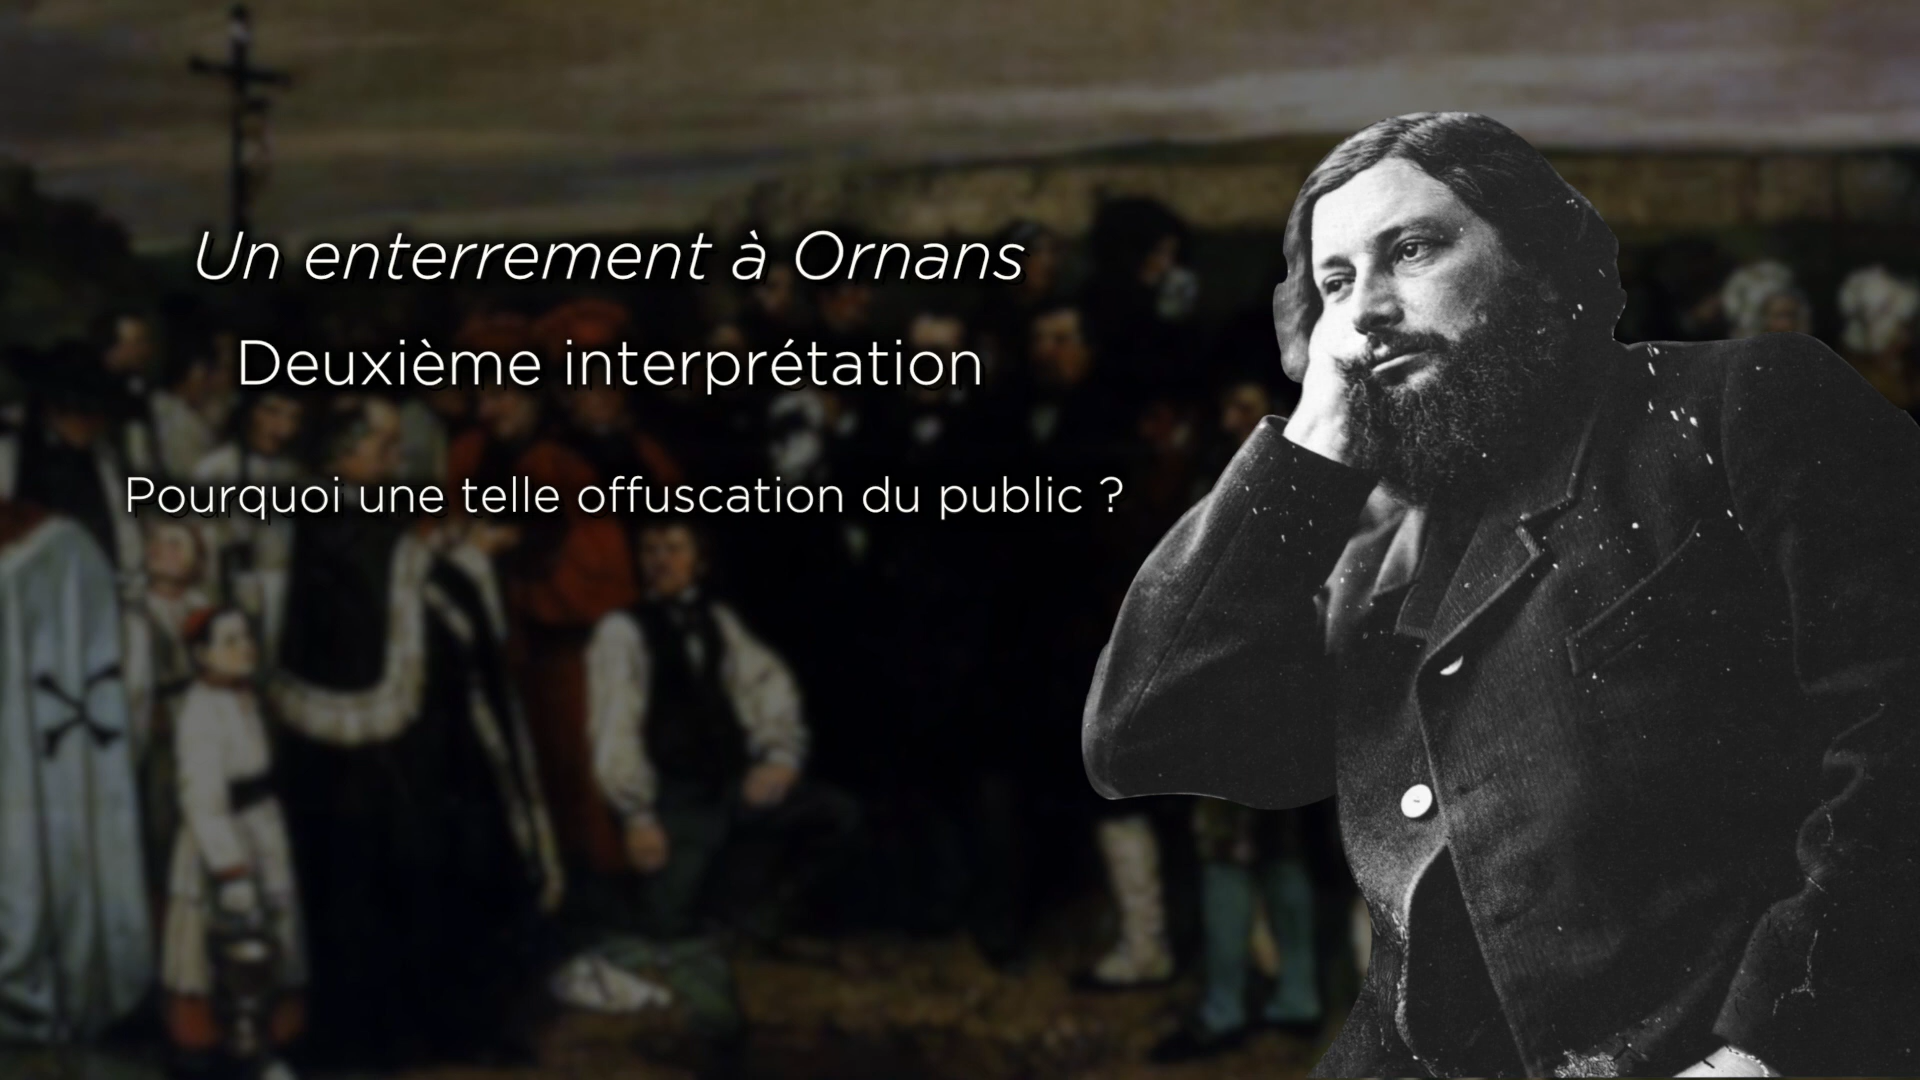 Un enterrement à Ornans
Deuxième interprétation
Pourquoi une telle offuscation du public ?